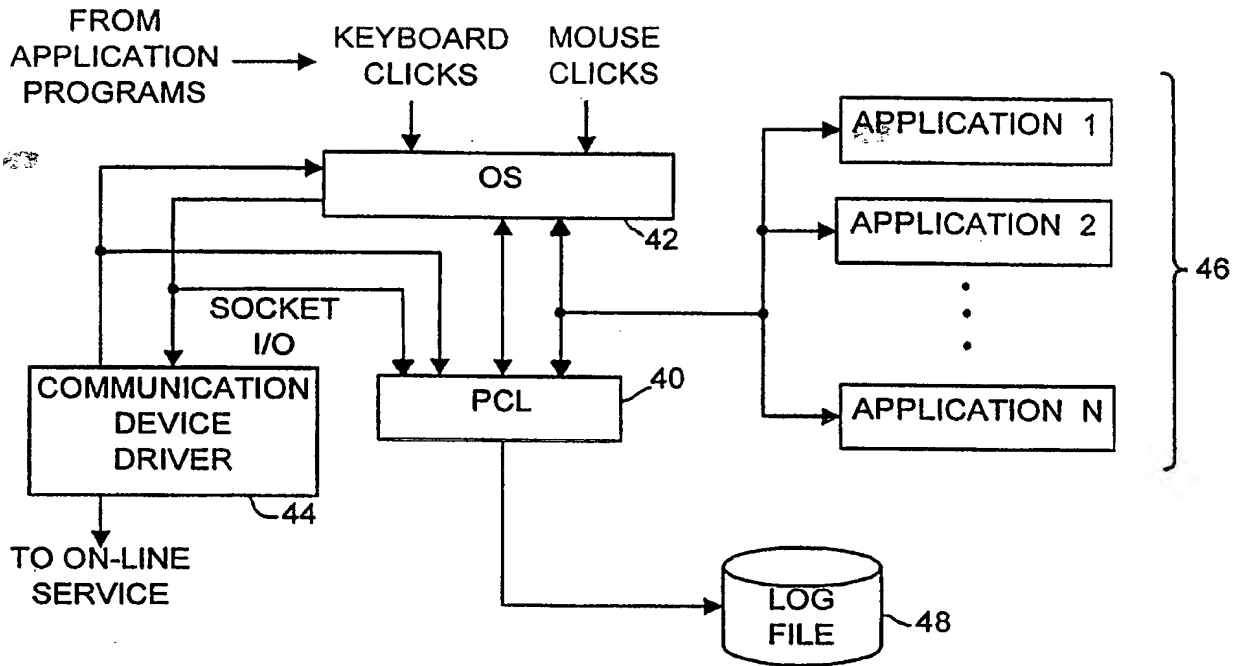 FROM
APPLICATION
PROGRAMS
KEYBOARD
CLICKS
MOUSE
CLICKS
OS
42
APPLICATION 1
APPLICATION 2
APPLICATION N
46
SOCKET
I/O
COMMUNICATION
DEVICE
DRIVER
44
PCL
40
TO ON-LINE
SERVICE
LOG
FILE
48